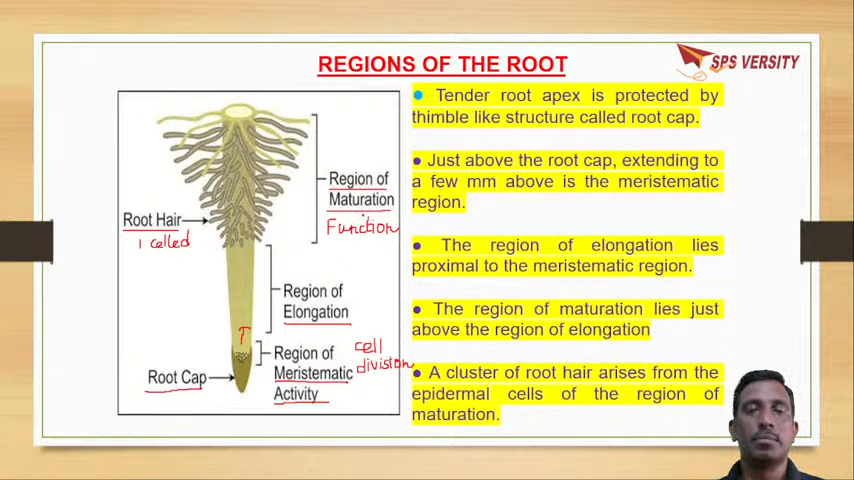 REGIONS OF THE ROOT
SPS VERSITY
● Tender root apex is protected by
thimble like structure called root cap.
● Just above the root cap, extending to
a few mm above is the meristematic
region.
● The region of elongation lies
proximal to the meristematic region.
● The region of maturation lies just
above the region of elongation
● A cluster of root hair arises from the
epidermal cells of the region of
maturation.
Region of
Maturation
Function
Root Hair
1 celled
Region of
Elongation
Region of
Meristematic
Activity
cell
division
Root Cap